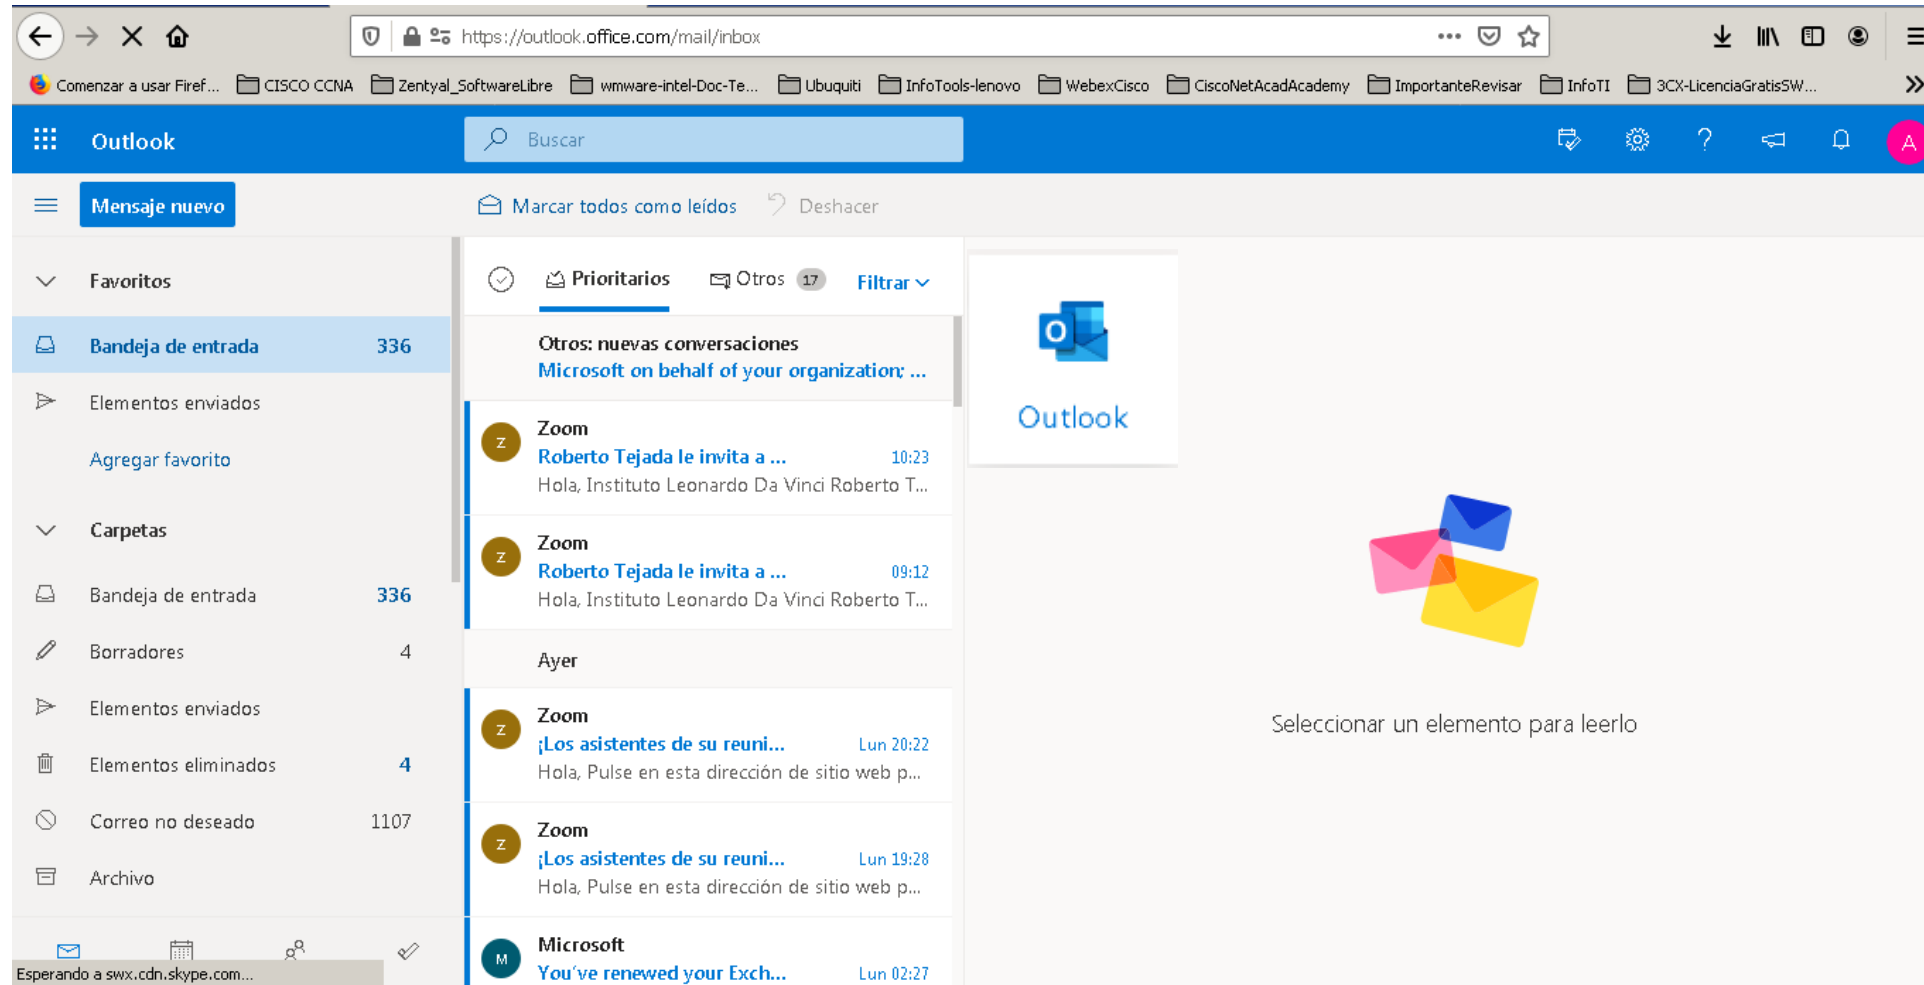 https://outlook.office.com/mail/inbox
Comenzar a usar Firef... CISCO CCNA Zentyal_SoftwareLibre wmware-intel-Doc-Te... Ubuquiti InfoTools-lenovo WebexCisco CiscoNetAcadAcademy ImportanteRevisar InfoTI 3CX-LicenciaGratisSW...
Outlook Buscar A
Mensaje nuevo Marcar todos como leídos Deshacer
Favoritos
Bandeja de entrada 336
Elementos enviados
Agregar favorito
Carpetas
Bandeja de entrada 336
Borradores 4
Elementos enviados
Elementos eliminados 4
Correo no deseado 1107
Archivo
Esperando a swx.cdn.skype.com...
Prioritarios Otros 17 Filtrar
Otros: nuevas conversaciones
Microsoft on behalf of your organization; ...
Z Zoom
Roberto Tejada le invita a ... 10:23
Hola, Instituto Leonardo Da Vinci Roberto T...
Z Zoom
Roberto Tejada le invita a ... 09:12
Hola, Instituto Leonardo Da Vinci Roberto T...
Ayer
Z Zoom
¡Los asistentes de su reuni... Lun 20:22
Hola, Pulse en esta dirección de sitio web p...
Z Zoom
¡Los asistentes de su reuni... Lun 19:28
Hola, Pulse en esta dirección de sitio web p...
M Microsoft
You've renewed your Exch... Lun 02:27
O
Outlook
Seleccionar un elemento para leerlo